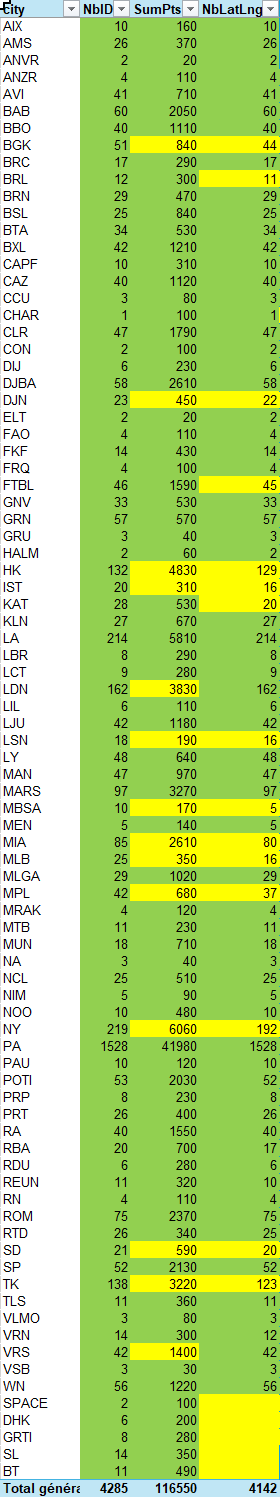 city NbID SumPts NbLatLng
AIX 10 160 10
AMS 26 370 26
ANVR 2 20 2
ANZR 4 110 4
AVI 41 710 41
BAB 60 2050 60
BBO 40 1110 40
BGK 51 840 44
BRC 17 290 17
BRL 12 300 11
BRN 29 470 29
BSL 25 840 25
BTA 34 530 34
BXL 42 1210 42
CAPF 10 310 10
CAZ 40 1120 40
CCU 3 80 3
CHAR 1 100 1
CLR 47 1790 47
CON 2 100 2
DIJ 6 230 6
DJBA 58 2610 58
DJN 23 450 22
ELT 2 20 2
FAO 4 110 4
FKF 14 430 14
FRQ 4 100 4
FTBL 46 1590 45
GNV 33 530 33
GRN 57 570 57
GRU 3 40 3
HALM 2 60 2
HK 132 4830 129
IST 20 310 16
KAT 28 530 20
KLN 27 670 27
LA 214 5810 214
LBR 8 290 8
LCT 9 280 9
LDN 162 3830 162
LIL 6 110 6
LJU 42 1180 42
LSN 18 190 16
LY 48 640 48
MAN 47 970 47
MARS 97 3270 97
MBSA 10 170 5
MEN 5 140 5
MIA 85 2610 80
MLB 25 350 16
MLGA 29 1020 29
MPL 42 680 37
MRAK 4 120 4
MTB 11 230 11
MUN 18 710 18
NA 3 40 3
NCL 25 510 25
NIM 5 90 5
NOO 10 480 10
NY 219 6060 192
PA 1528 41980 1528
PAU 10 120 10
POTI 53 2030 52
PRP 8 230 8
PRT 26 400 26
RA 40 1550 40
RBA 20 700 17
RDU 6 280 6
REUN 11 320 10
RN 4 110 4
ROM 75 2370 75
RTD 26 340 25
SD 21 590 20
SP 52 2130 52
TK 138 3220 123
TLS 11 360 11
VLMO 3 80 3
VRN 14 300 12
VRS 42 1400 42
VSB 3 30 3
WN 56 1220 56
SPACE 2 100
DHK 6 200
GRTI 8 280
SL 14 350
BT 11 490
Total généra 4285 116550 4142